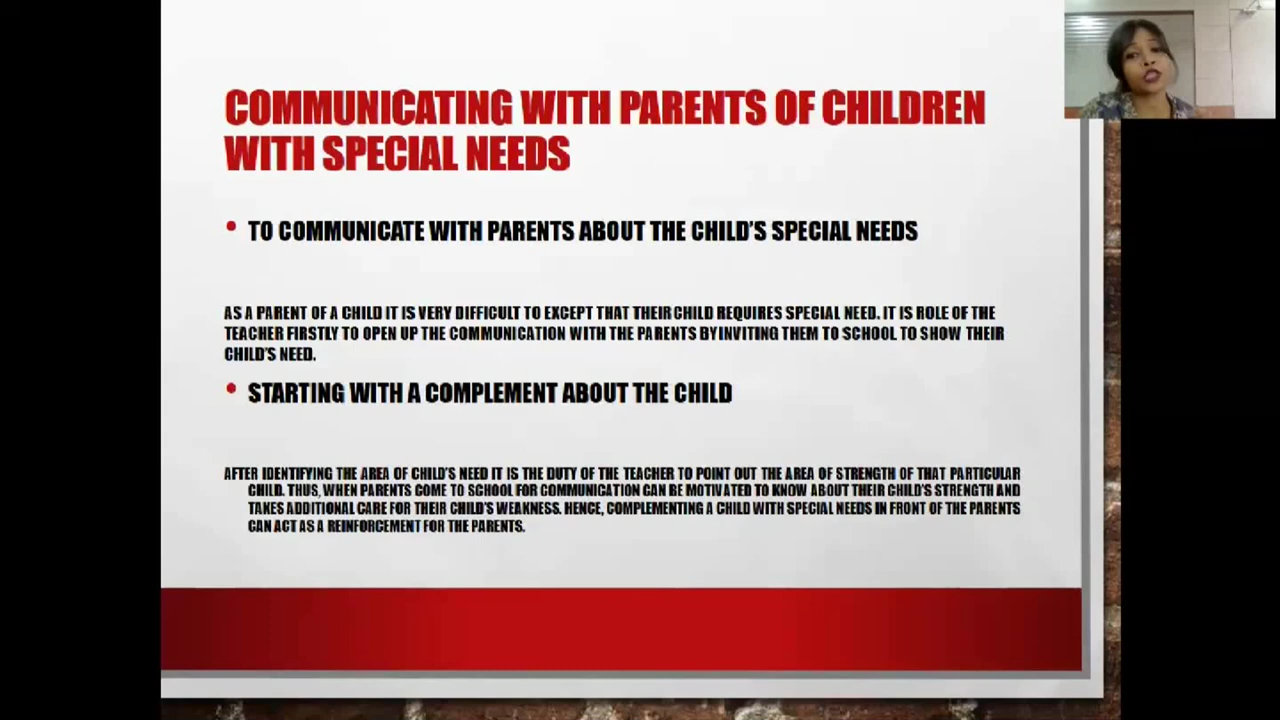 COMMUNICATING WITH PARENTS OF CHILDREN
WITH SPECIAL NEEDS
• TO COMMUNICATE WITH PARENTS ABOUT THE CHILD'S SPECIAL NEEDS
AS A PARENT OF A CHILD IT IS VERY DIFFICULT TO EXCEPT THAT THEIR CHILD REQUIRES SPECIAL NEED. IT IS ROLE OF THE
TEACHER FIRSTLY TO OPEN UP THE COMMUNICATION WITH THE PARENTS BY INVITING THEM TO SCHOOL TO SHOW THEIR
CHILD'S NEED.
• STARTING WITH A COMPLEMENT ABOUT THE CHILD
AFTER IDENTIFYING THE AREA OF CHILD'S NEED IT IS THE DUTY OF THE TEACHER TO POINT OUT THE AREA OF STRENGTH OF THAT PARTICULAR
CHILD. THUS, WHEN PARENTS COME TO SCHOOL FOR COMMUNICATION CAN BE MOTIVATED TO KNOW ABOUT THEIR CHILD'S STRENGTH AND
TAKES ADDITIONAL CARE FOR THEIR CHILD'S WEAKNESS. HENCE, COMPLEMENTING A CHILD WITH SPECIAL NEEDS IN FRONT OF THE PARENTS
CAN ACT AS A REINFORCEMENT FOR THE PARENTS.